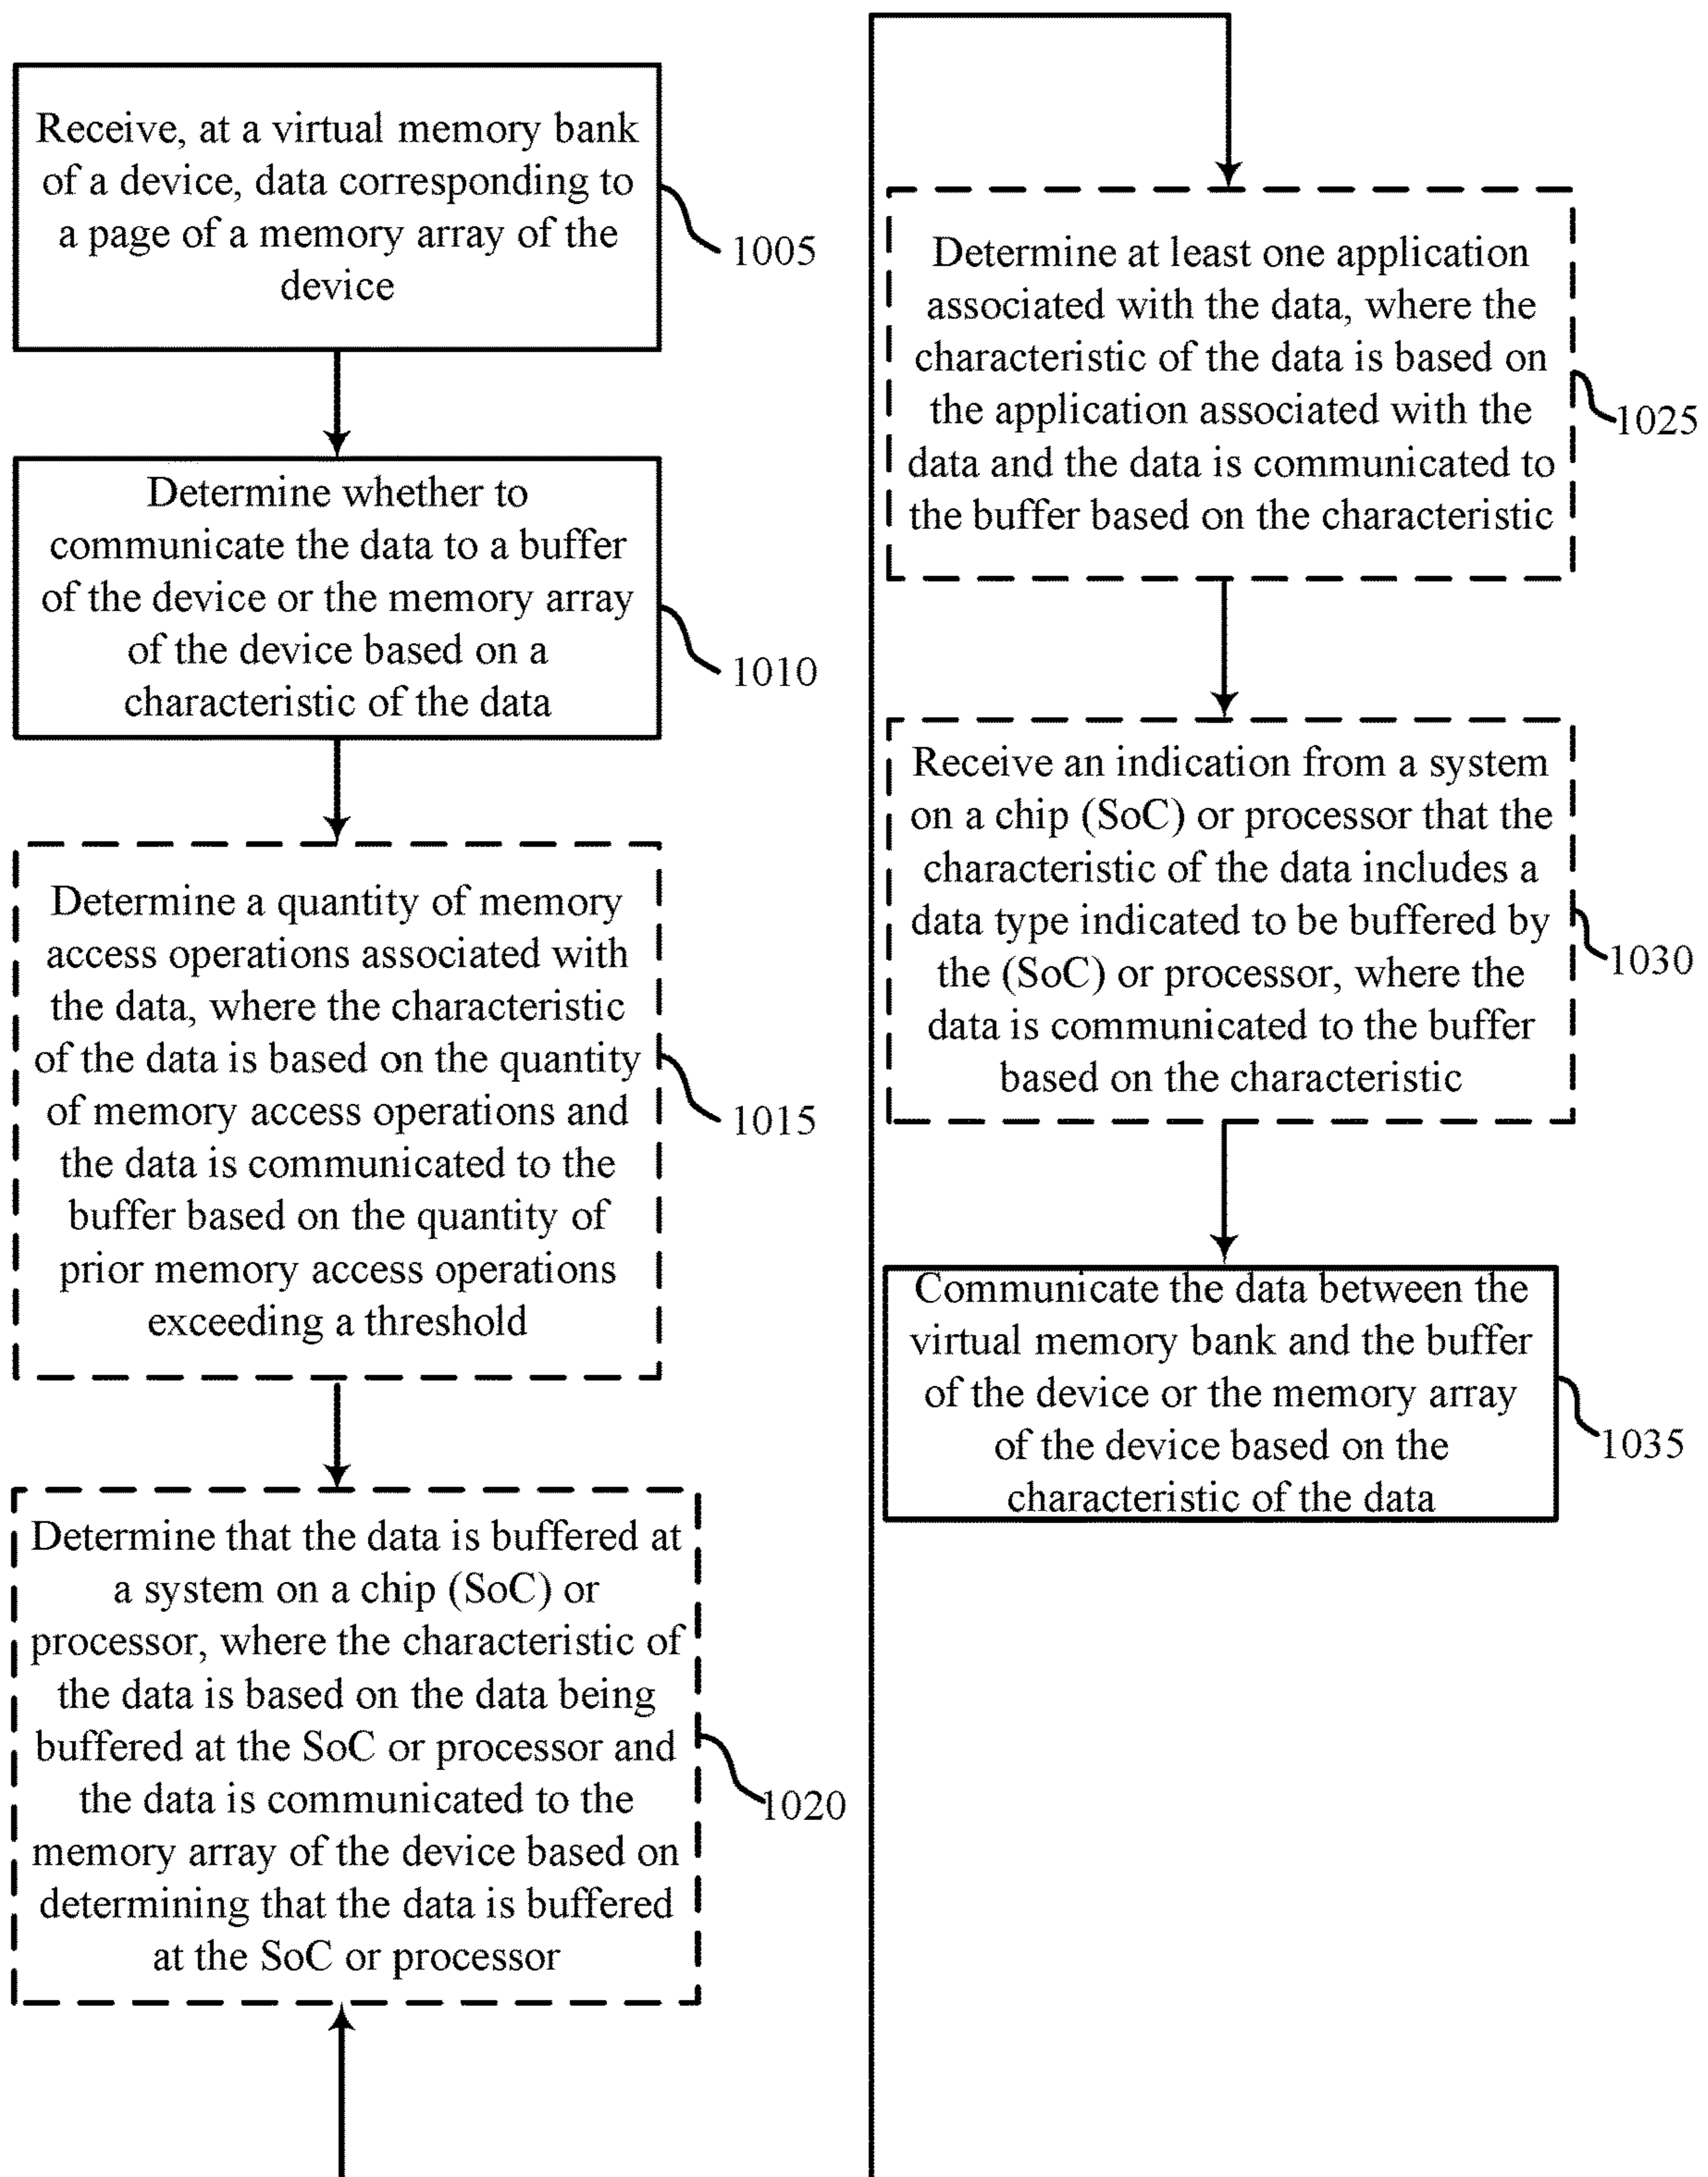 Receive, at a virtual memory bank
of a device, data corresponding to
a page of a memory array of the
device
1005
Determine whether to
communicate the data to a buffer
of the device or the memory array
of the device based on a
characteristic of the data
1010
Determine a quantity of memory
access operations associated with
the data, where the characteristic
of the data is based on the quantity
of memory access operations and
the data is communicated to the
buffer based on the quantity of
prior memory access operations
exceeding a threshold
1015
Determine that the data is buffered at
a system on a chip (SoC) or
processor, where the characteristic of
the data is based on the data being
buffered at the SoC or processor and
the data is communicated to the
memory array of the device based on
determining that the data is buffered
at the SoC or processor
1020
Determine at least one application
associated with the data, where the
characteristic of the data is based on
the application associated with the
data and the data is communicated to
the buffer based on the characteristic
1025
Receive an indication from a system
on a chip (SoC) or processor that the
characteristic of the data includes a
data type indicated to be buffered by
the (SoC) or processor, where the
data is communicated to the buffer
based on the characteristic
1030
Communicate the data between the
virtual memory bank and the buffer
of the device or the memory array
of the device based on the
characteristic of the data
1035